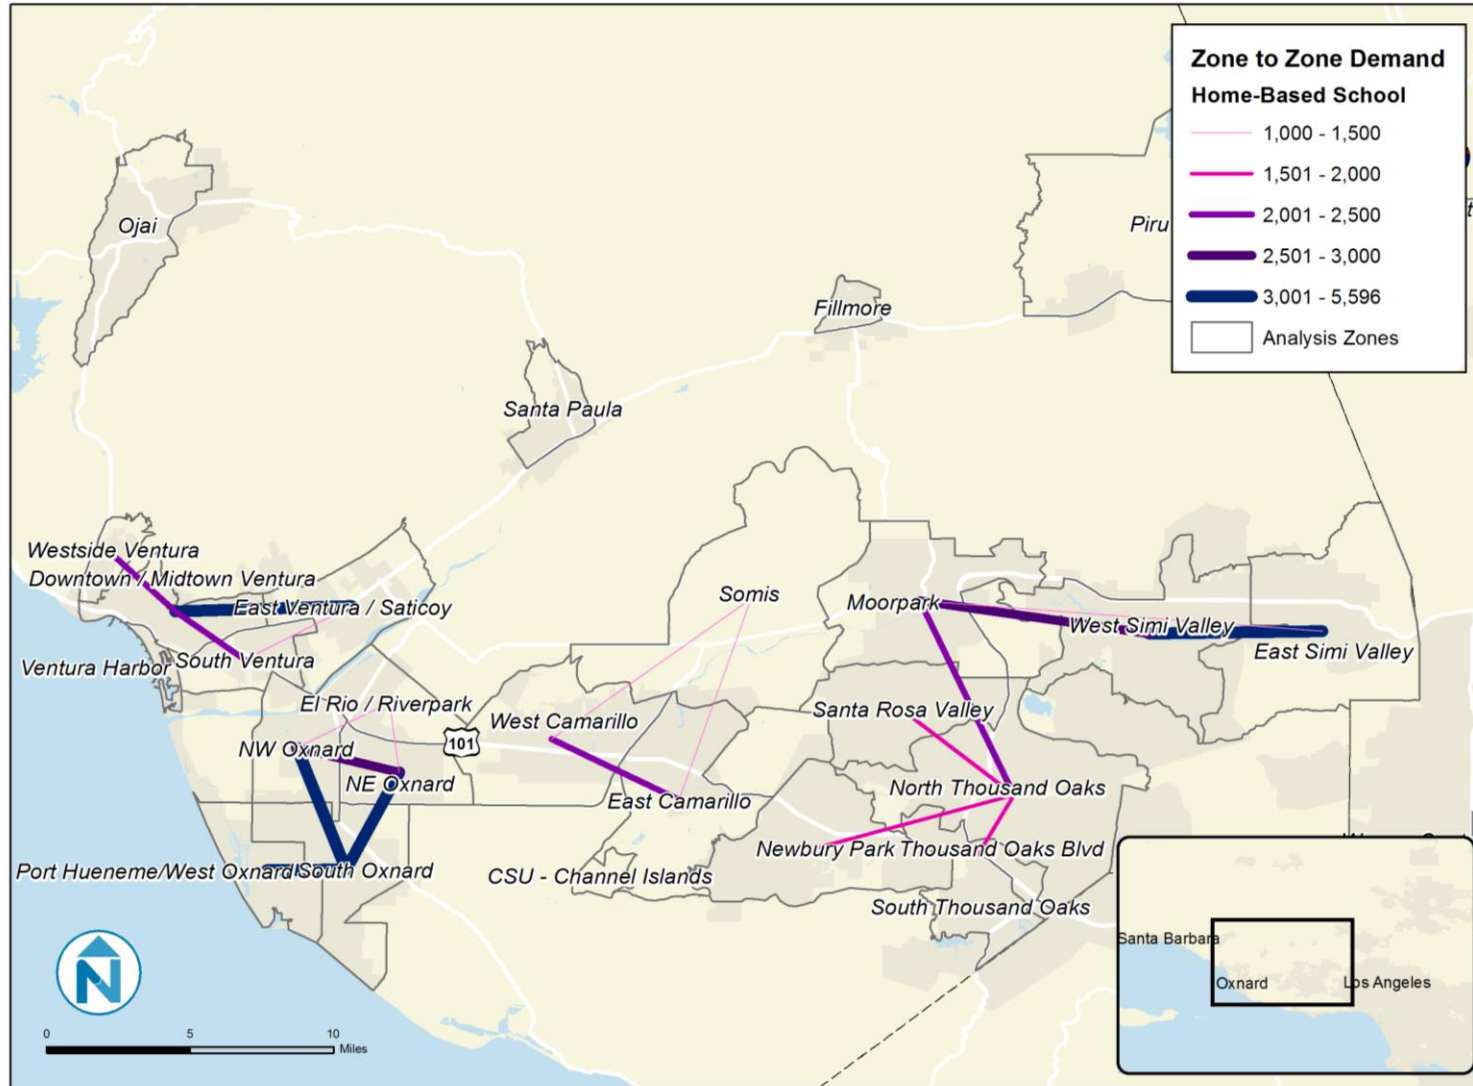 Zone to Zone Demand
Home-Based School
1,000 - 1,500
1,501 - 2,000
2,001 - 2,500
2,501 - 3,000
3,001 - 5,596
Analysis Zones
Ojai
Piru
Fillmore
Santa Paula
Westside Ventura
Downtown / Midtown Ventura
East Ventura / Saticoy
Somis
Moorpark
West Simi Valley
East Simi Valley
South Ventura
Ventura Harbor
El Rio / Riverpark
West Camarillo
Santa Rosa Valley
101
NW Oxnard
NE Oxnard
East Camarillo
North Thousand Oaks
Newbury Park
Thousand Oaks Blvd
Port Hueneme/West Oxnard
South Oxnard
CSU - Channel Islands
South Thousand Oaks
N
0 5 10
Miles
Santa Barbara
Oxnard
Los Angeles